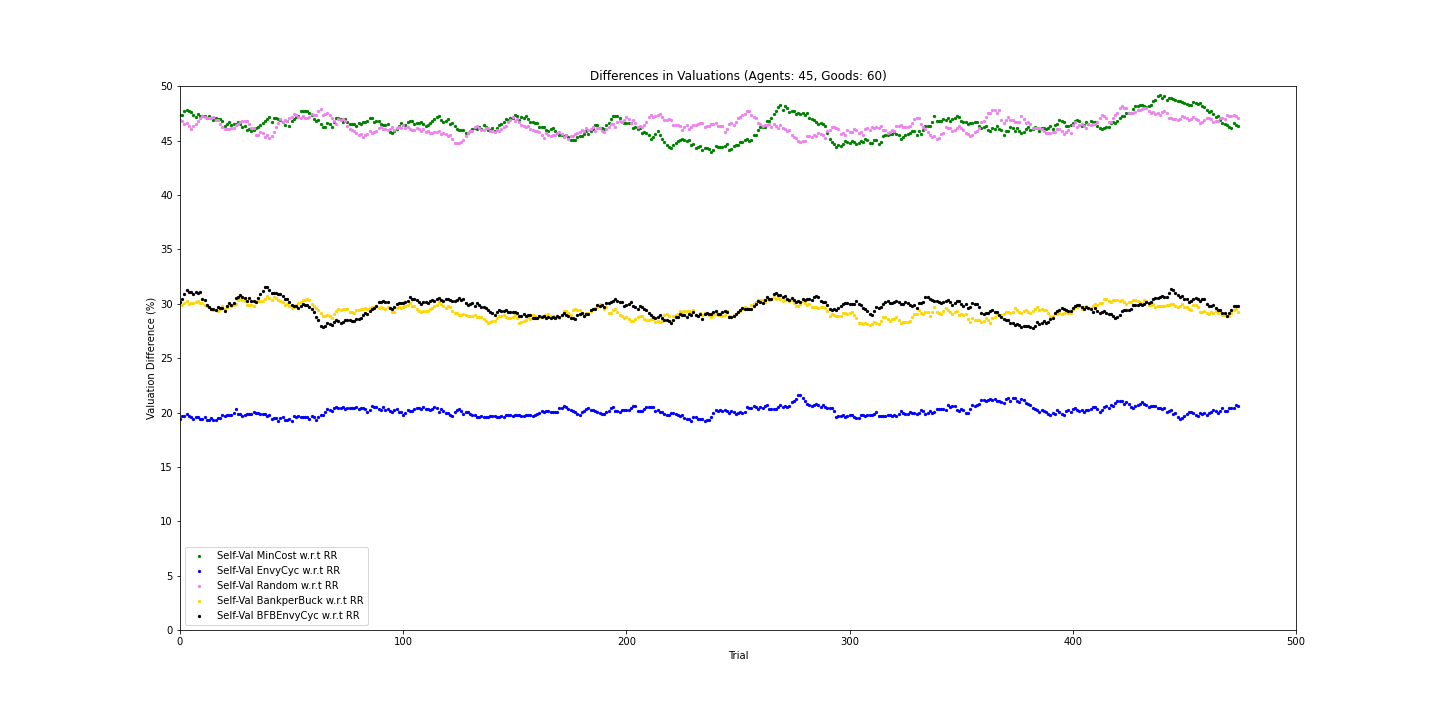 Differences in Valuations (Agents: 45, Goods: 60)
Valuation Difference (%)
50
45
40
35
30
25
20
15
10
5
0
Self-Val MinCost w.r.t RR
Self-Val EnvyCyc w.r.t RR
Self-Val Random w.r.t RR
Self-Val BankperBuck w.r.t RR
Self-Val BFBEnvyCyc w.r.t RR
0 100 200 300 400 500
Trial